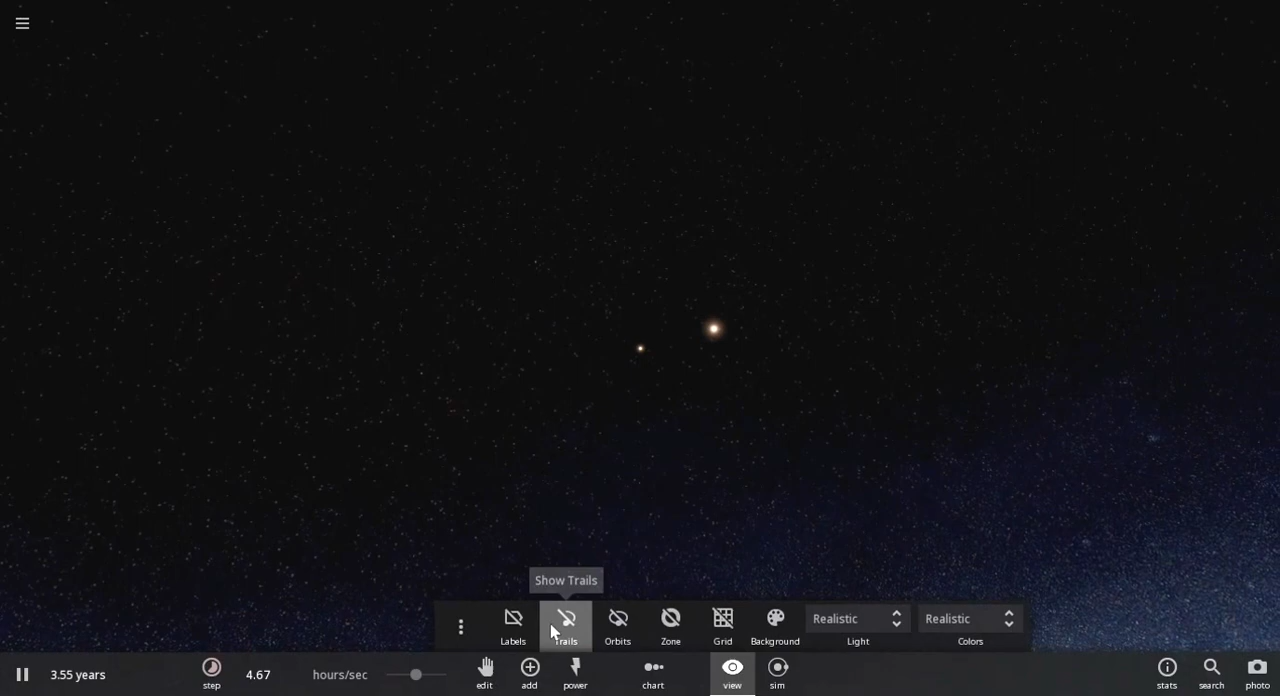 Show Trails
Labels
Trails
Orbits
Zone
Grid
Background
Realistic
Light
Realistic
Colors
3.55 years
step
4.67
hours/sec
edit
add
power
chart
view
sim
stats
search
photo